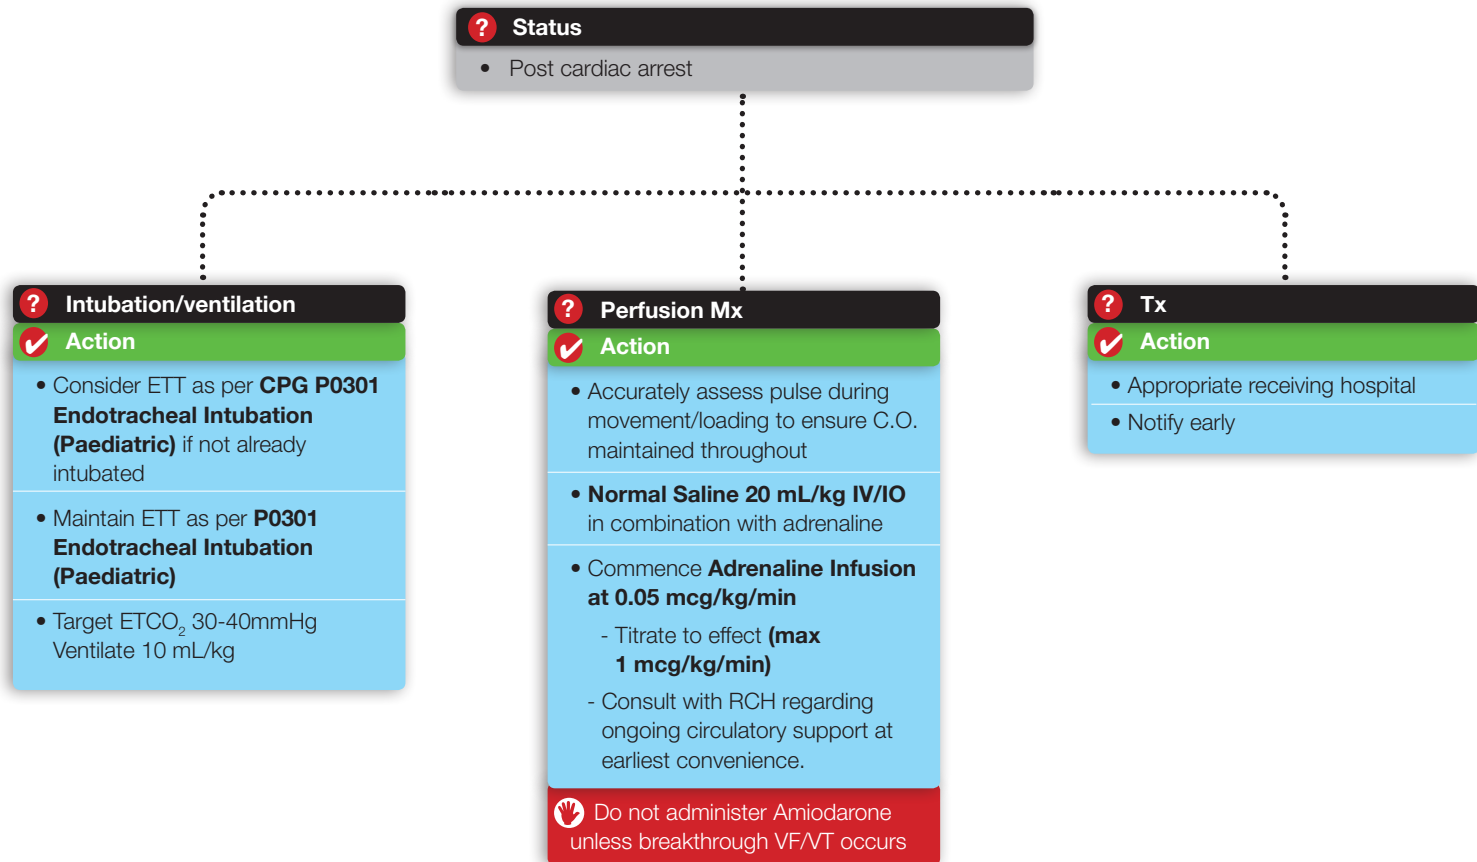 ? Status
• Post cardiac arrest
? Intubation/ventilation
Action
• Consider ETT as per CPG P0301
Endotracheal Intubation
(Paediatric) if not already
intubated
• Maintain ETT as per P0301
Endotracheal Intubation
(Paediatric)
• Target ETCO₂ 30-40mmHg
Ventilate 10 mL/kg
? Perfusion Mx
Action
• Accurately assess pulse during
movement/loading to ensure C.O.
maintained throughout
• Normal Saline 20 mL/kg IV/IO
in combination with adrenaline
• Commence Adrenaline Infusion
at 0.05 mcg/kg/min
- Titrate to effect (max
1 mcg/kg/min)
- Consult with RCH regarding
ongoing circulatory support at
earliest convenience.
Do not administer Amiodarone
unless breakthrough VF/VT occurs
? Tx
Action
• Appropriate receiving hospital
• Notify early